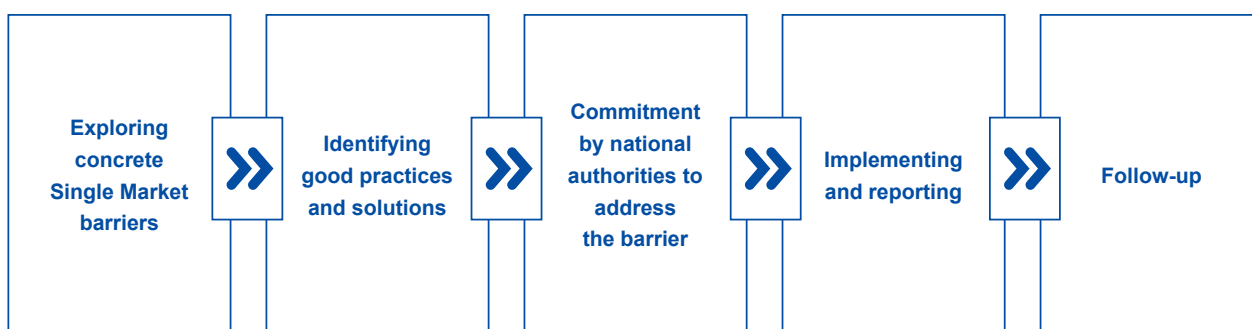 Exploring
concrete
Single Market
barriers
Identifying
good practices
and solutions
Commitment
by national
authorities to
address
the barrier
Implementing
and reporting
Follow-up